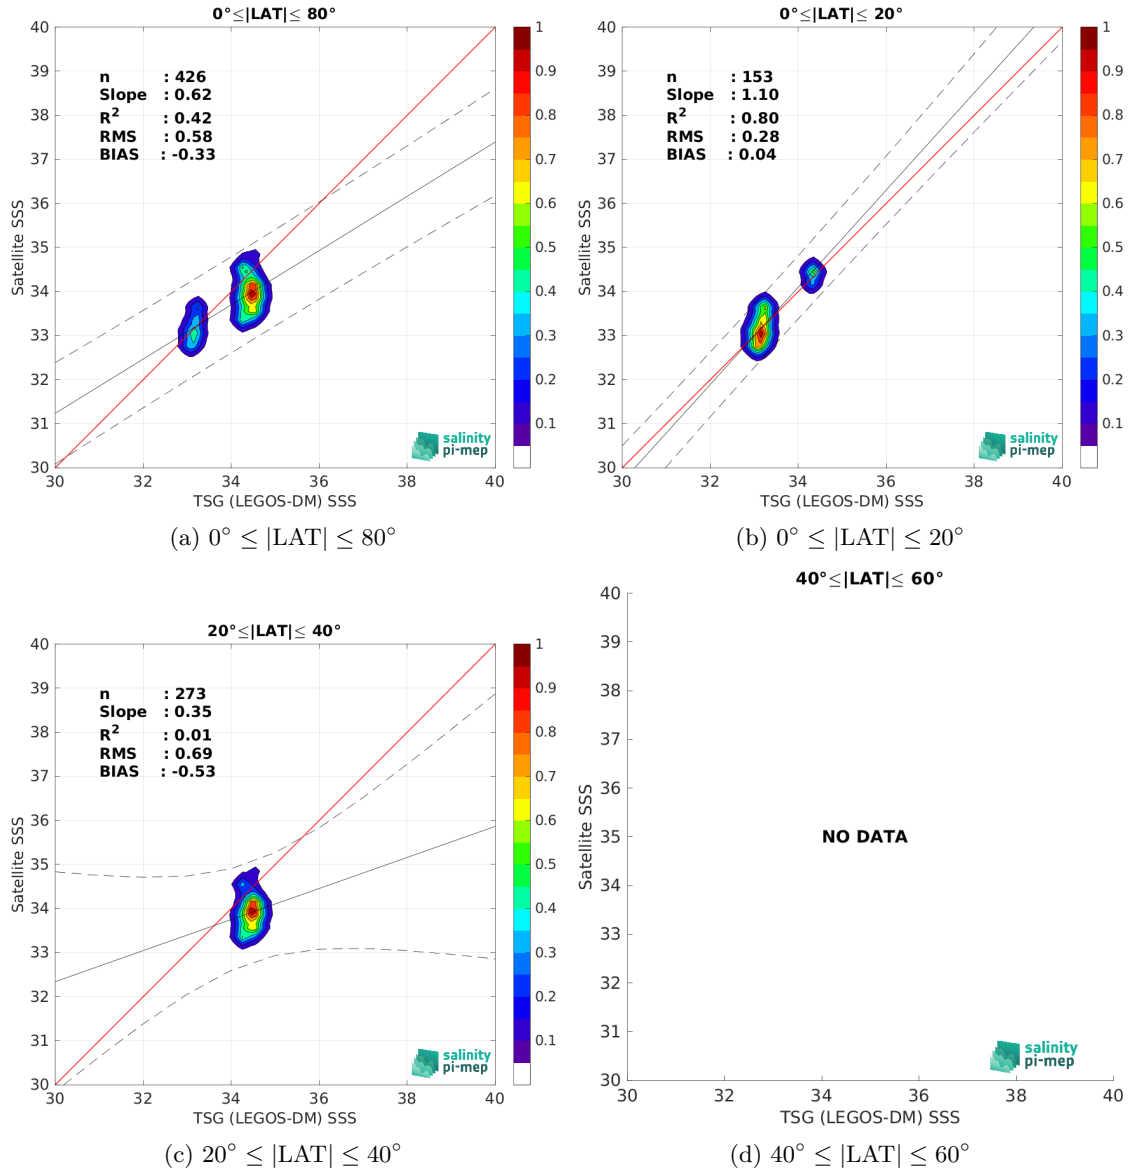 0°≤|LAT|≤ 80°
40
39
38
37
36
35
34
33
32
31
30
30
32
34
36
38
40
Satellite SSS
TSG (LEGOS-DM) SSS
n : 426
Slope : 0.62
R² : 0.42
RMS : 0.58
BIAS : -0.33
1
0.9
0.8
0.7
0.6
0.5
0.4
0.3
0.2
0.1
salinity
pi-mep
(a) 0° ≤ |LAT| ≤ 80°
0°≤|LAT|≤ 20°
40
39
38
37
36
35
34
33
32
31
30
30
32
34
36
38
40
Satellite SSS
TSG (LEGOS-DM) SSS
n : 153
Slope : 1.10
R² : 0.80
RMS : 0.28
BIAS : 0.04
1
0.9
0.8
0.7
0.6
0.5
0.4
0.3
0.2
0.1
salinity
pi-mep
(b) 0° ≤ |LAT| ≤ 20°
20°≤|LAT|≤ 40°
40
39
38
37
36
35
34
33
32
31
30
30
32
34
36
38
40
Satellite SSS
TSG (LEGOS-DM) SSS
n : 273
Slope : 0.35
R² : 0.01
RMS : 0.69
BIAS : -0.53
1
0.9
0.8
0.7
0.6
0.5
0.4
0.3
0.2
0.1
salinity
pi-mep
(c) 20° ≤ |LAT| ≤ 40°
40°≤|LAT|≤ 60°
40
39
38
37
36
35
34
33
32
31
30
30
32
34
36
38
40
Satellite SSS
TSG (LEGOS-DM) SSS
NO DATA
salinity
pi-mep
(d) 40° ≤ |LAT| ≤ 60°